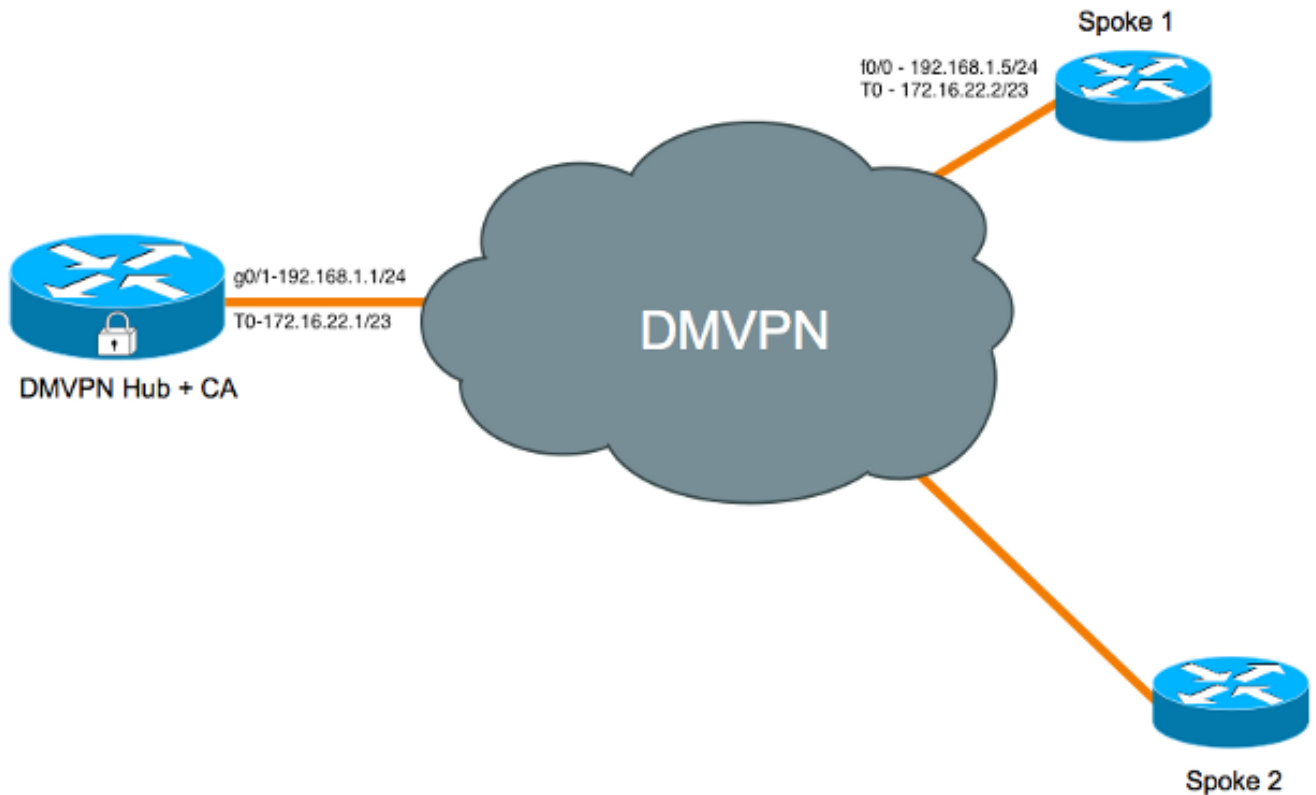 Spoke 1
f0/0 - 192.168.1.5/24
T0 - 172.16.22.2/23
g0/1-192.168.1.1/24
DMVPN
T0-172.16.22.1/23
DMVPN Hub + CA
Spoke 2